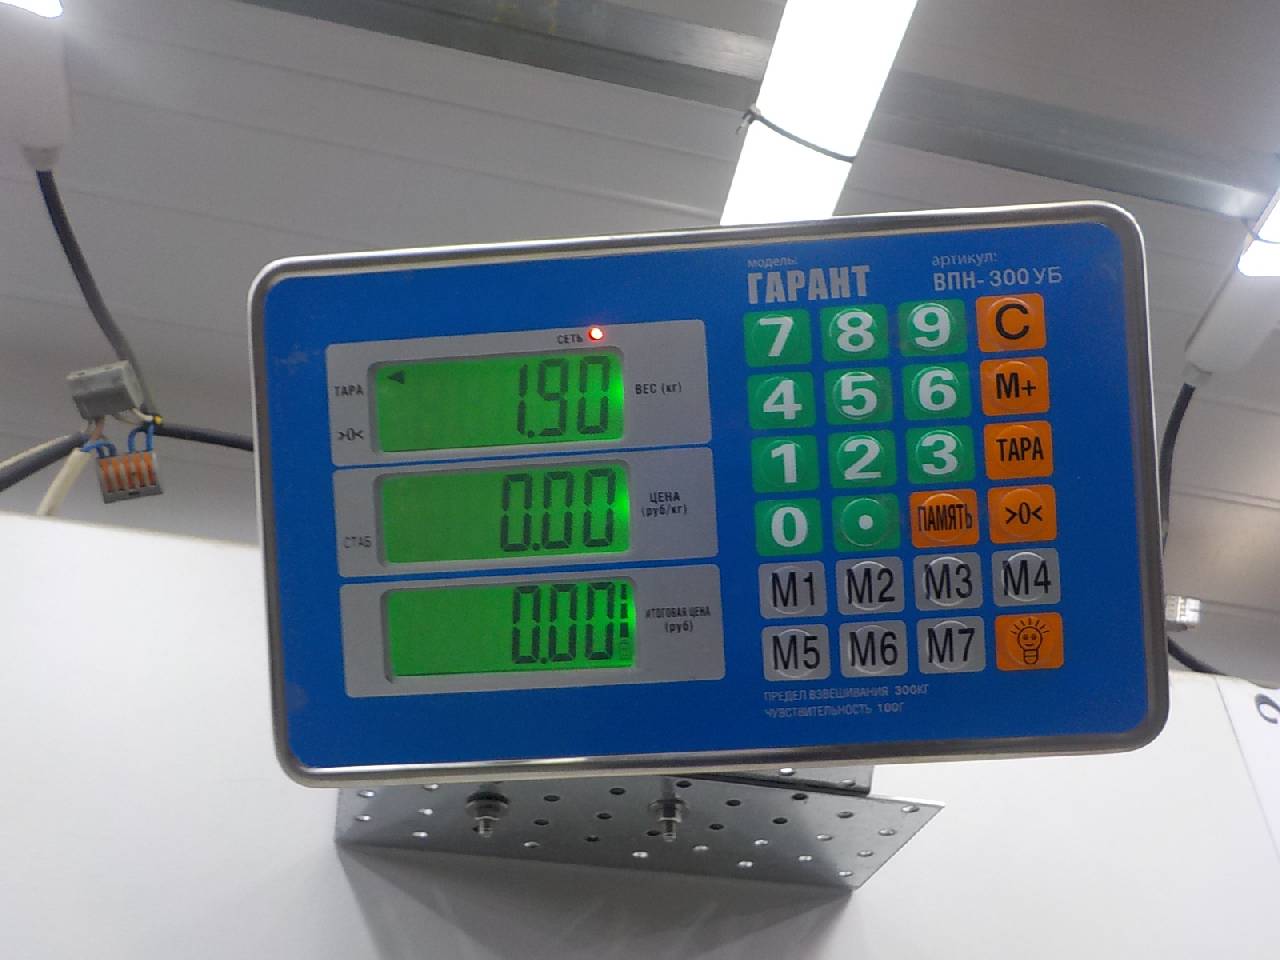 модель:
ГАРАНТ
артикул:
ВПН- 300 УБ
СЕТЬ
ТАРА
>0<
1.90
ВЕС (кг)
СТАБ
0.00
ЦЕНА
(руб/кг)
0.00
ИТОГОВАЯ ЦЕНА
(руб)
7 8 9 C
4 5 6 M+
1 2 3 ТАРА
0 . ПАМЯТЬ >0<
M1 M2 M3 M4
M5 M6 M7
ПРЕДЕЛ ВЗВЕШИВАНИЯ 300КГ
ЧУВСТВИТЕЛЬНОСТЬ 100Г